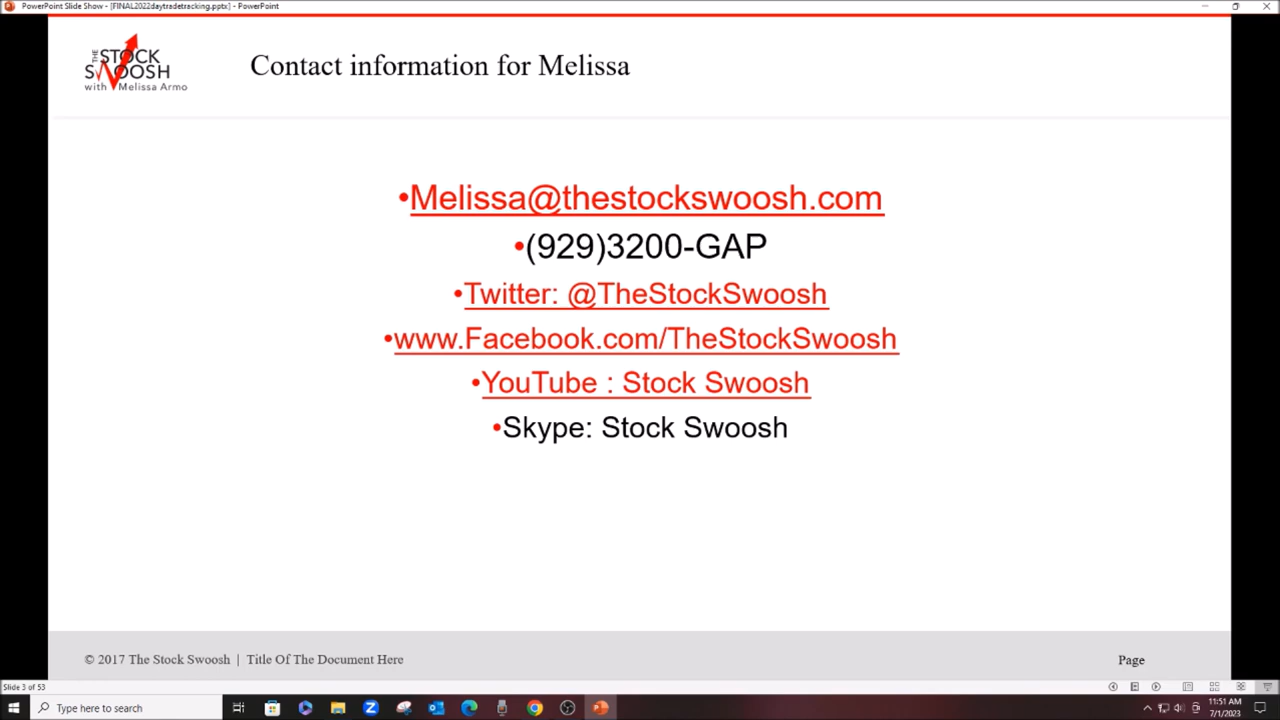 PowerPoint Slide Show - [FINAL2022daytradetracking.pptx] - PowerPoint
THE STOCK
SWOOSH
with Melissa Armo
Contact information for Melissa
•Melissa@thestockswoosh.com
•(929)3200-GAP
•Twitter: @TheStockSwoosh
•www.Facebook.com/TheStockSwoosh
•YouTube : Stock Swoosh
•Skype: Stock Swoosh
© 2017 The Stock Swoosh | Title Of The Document Here
Page
Slide 3 of 53
Type here to search
11:51 AM
7/1/2023